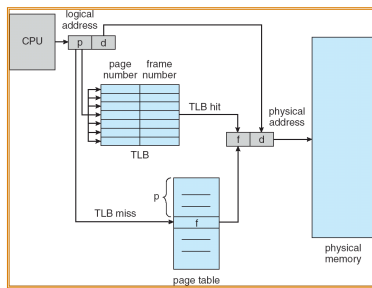 logical
address
CPU
p d
page
number
frame
number
TLB hit
physical
address
f d
TLB
p
TLB miss
f
page table
physical
memory